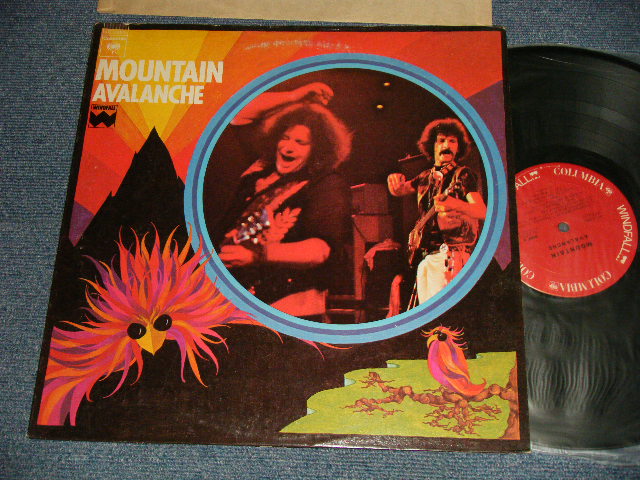 MOUNTAIN
AVALANCHE
WINDFALL
COLUMBIA
WINDFALL
COLUMBIA
MOUNTAIN
AVALANCHE